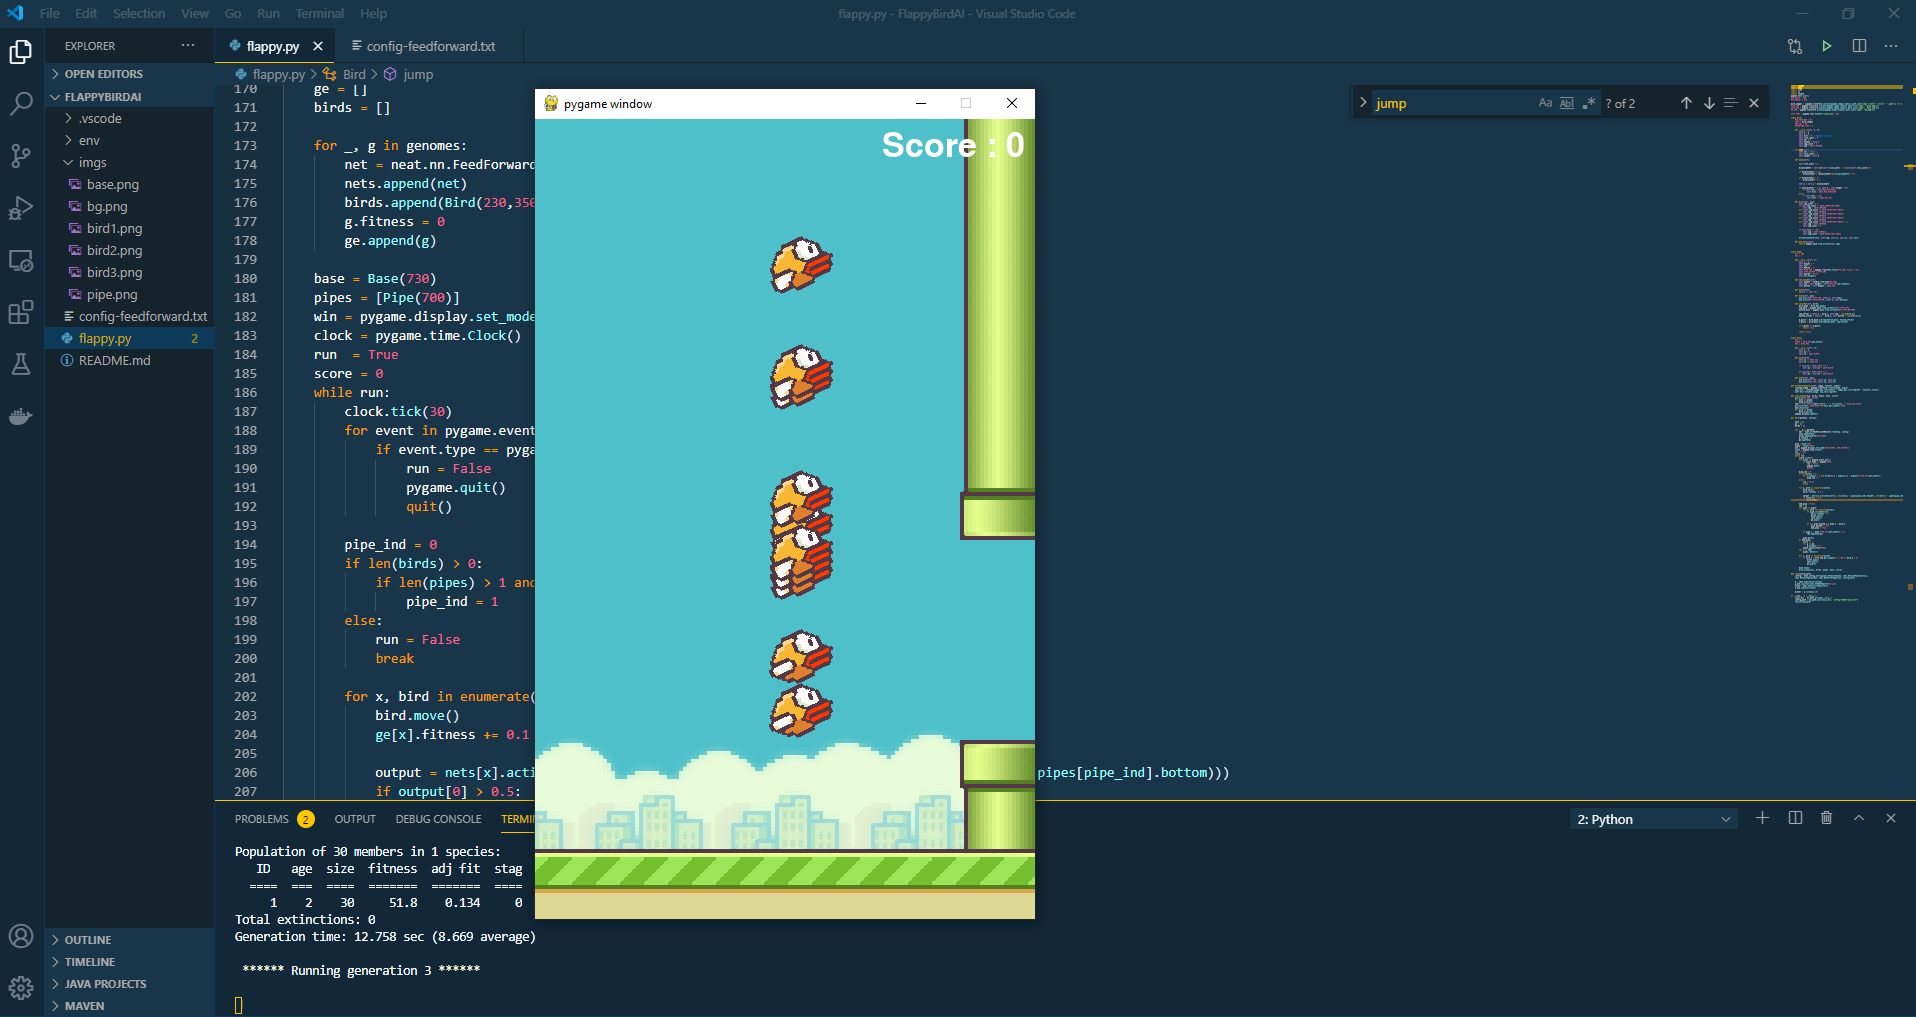 File Edit Selection View Go Run Terminal Help
flappy.py - FlappyBirdAI - Visual Studio Code
EXPLORER
OPEN EDITORS
FLAPPYBIRDAI
.vscode
env
imgs
base.png
bg.png
bird1.png
bird2.png
bird3.png
pipe.png
config-feedforward.txt
flappy.py 2
README.md
OUTLINE
TIMELINE
JAVA PROJECTS
MAVEN
flappy.py
config-feedforward.txt
flappy.py > Bird > jump
170 ge = []
171 birds = []
172
173 for _, g in genomes:
174 net = neat.nn.FeedForward
175 nets.append(net)
176 birds.append(Bird(230,350
177 g.fitness = 0
178 ge.append(g)
179
180 base = Base(730)
181 pipes = [Pipe(700)]
182 win = pygame.display.set_mode
183 clock = pygame.time.Clock()
184 run  = True
185 score = 0
186 while run:
187 clock.tick(30)
188 for event in pygame.event
189 if event.type == pyga
190 run = False
191 pygame.quit()
192 quit()
193
194 pipe_ind = 0
195 if len(birds) > 0:
196 if len(pipes) > 1 and
197 pipe_ind = 1
198 else:
199 run = False
200 break
201
202 for x, bird in enumerate(
203 bird.move()
204 ge[x].fitness += 0.1
205
206 output = nets[x].acti pipes[pipe_ind].bottom)))
207 if output[0] > 0.5:
pygame window
Score : 0
jump
Aa Abl .* ? of 2
PROBLEMS 2 OUTPUT DEBUG CONSOLE TERMIN
2: Python
Population of 30 members in 1 species:
ID age size fitness adj fit stag
==== === ==== ======= ======= ====
1 2 30 51.8 0.134 0
Total extinctions: 0
Generation time: 12.758 sec (8.669 average)
****** Running generation 3 ******